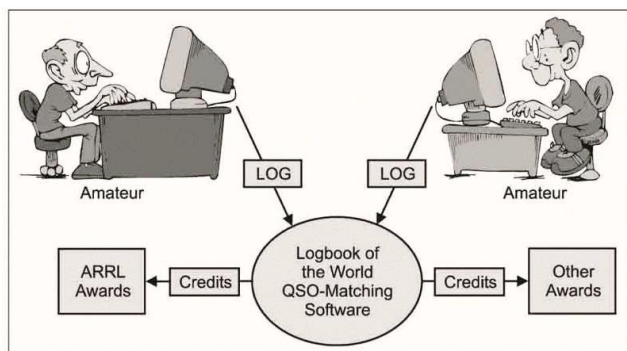 Amateur
Amateur
LOG
LOG
Logbook of
the World
QSO-Matching
Software
ARRL
Awards
Credits
Credits
Other
Awards